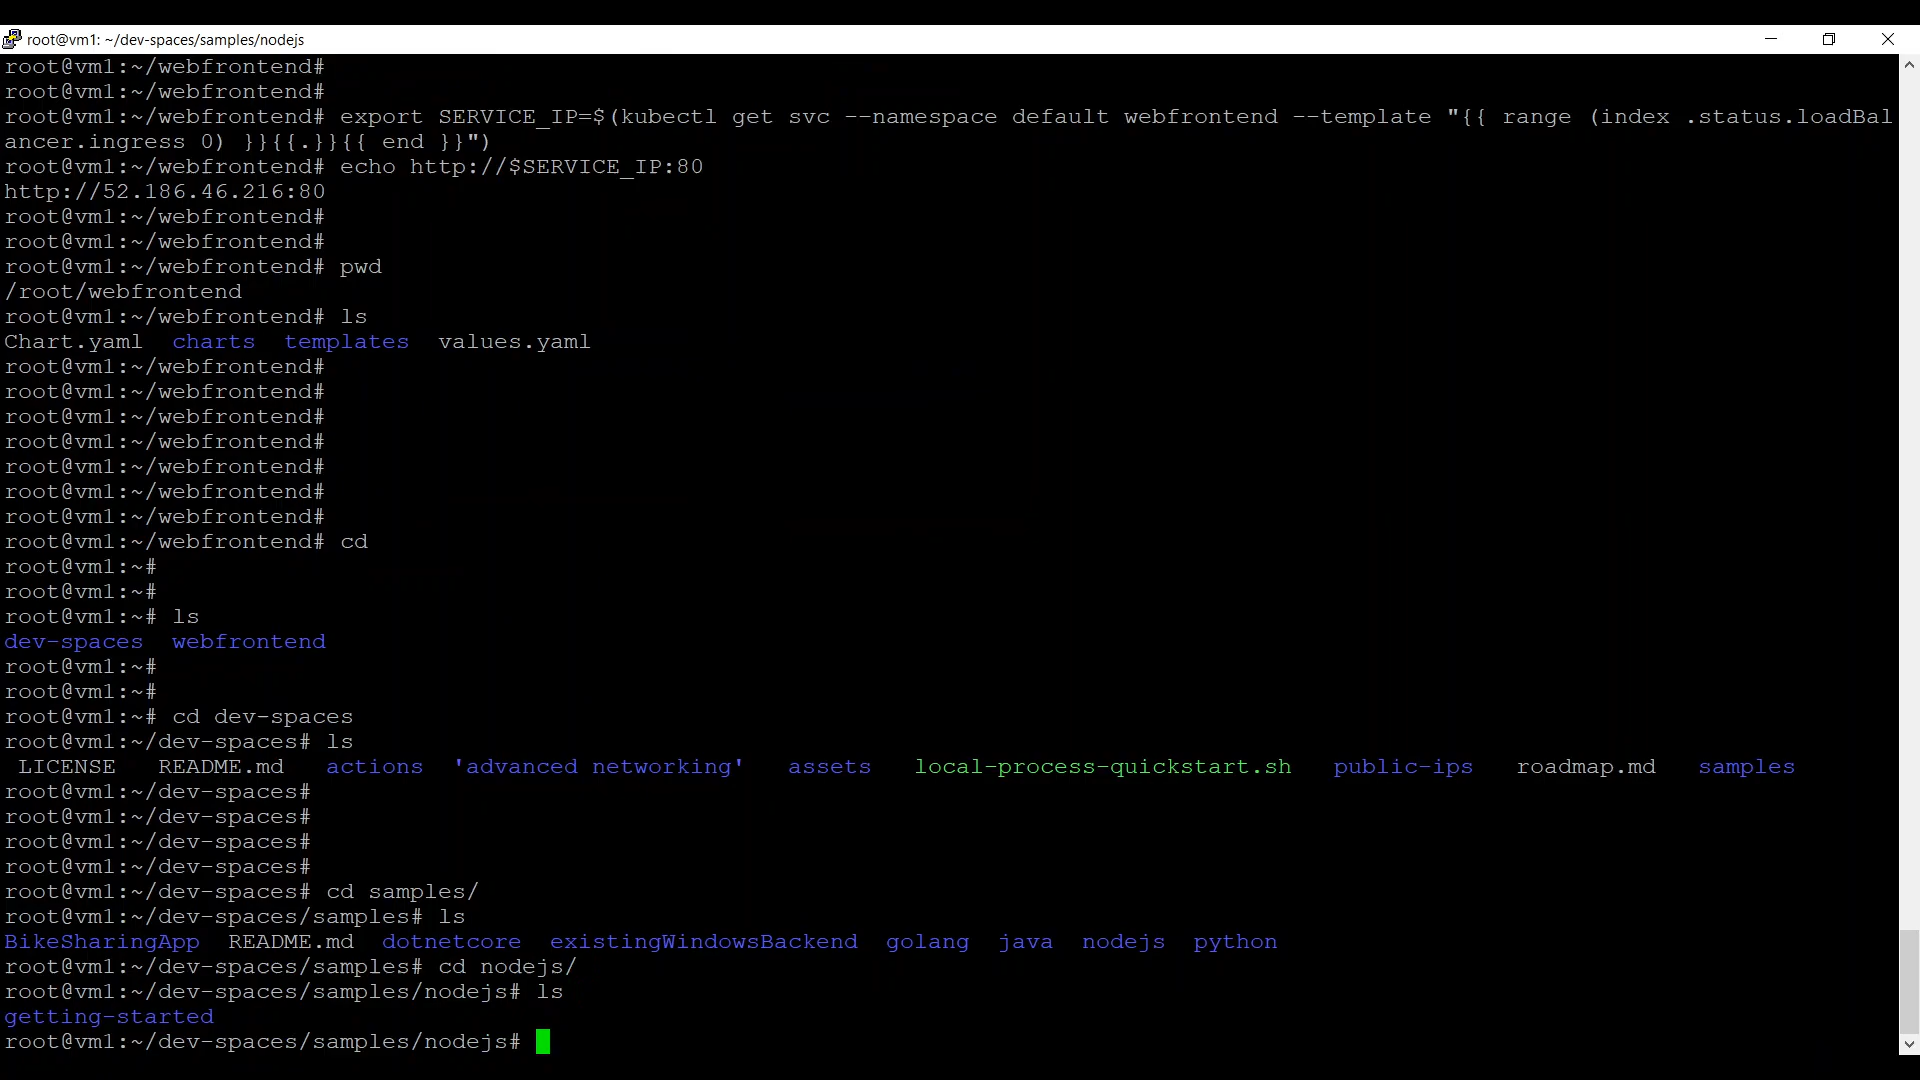 root@vm1: ~/dev-spaces/samples/nodejs
root@vm1:~/webfrontend#
root@vm1:~/webfrontend#
root@vm1:~/webfrontend# export SERVICE_IP=$(kubectl get svc --namespace default webfrontend --template "{{ range (index .status.loadBal
ancer.ingress 0) }}{{.}}{{ end }}")
root@vm1:~/webfrontend# echo http://$SERVICE_IP:80
http://52.186.46.216:80
root@vm1:~/webfrontend#
root@vm1:~/webfrontend#
root@vm1:~/webfrontend# pwd
/root/webfrontend
root@vm1:~/webfrontend# ls
Chart.yaml  charts  templates  values.yaml
root@vm1:~/webfrontend#
root@vm1:~/webfrontend#
root@vm1:~/webfrontend#
root@vm1:~/webfrontend#
root@vm1:~/webfrontend#
root@vm1:~/webfrontend#
root@vm1:~/webfrontend#
root@vm1:~/webfrontend# cd
root@vm1:~#
root@vm1:~#
root@vm1:~# ls
dev-spaces  webfrontend
root@vm1:~#
root@vm1:~#
root@vm1:~# cd dev-spaces
root@vm1:~/dev-spaces# ls
 LICENSE   README.md   actions  'advanced networking'   assets   local-process-quickstart.sh   public-ips   roadmap.md   samples
root@vm1:~/dev-spaces#
root@vm1:~/dev-spaces#
root@vm1:~/dev-spaces#
root@vm1:~/dev-spaces#
root@vm1:~/dev-spaces# cd samples/
root@vm1:~/dev-spaces/samples# ls
BikeSharingApp  README.md  dotnetcore  existingWindowsBackend  golang  java  nodejs  python
root@vm1:~/dev-spaces/samples# cd nodejs/
root@vm1:~/dev-spaces/samples/nodejs# ls
getting-started
root@vm1:~/dev-spaces/samples/nodejs#